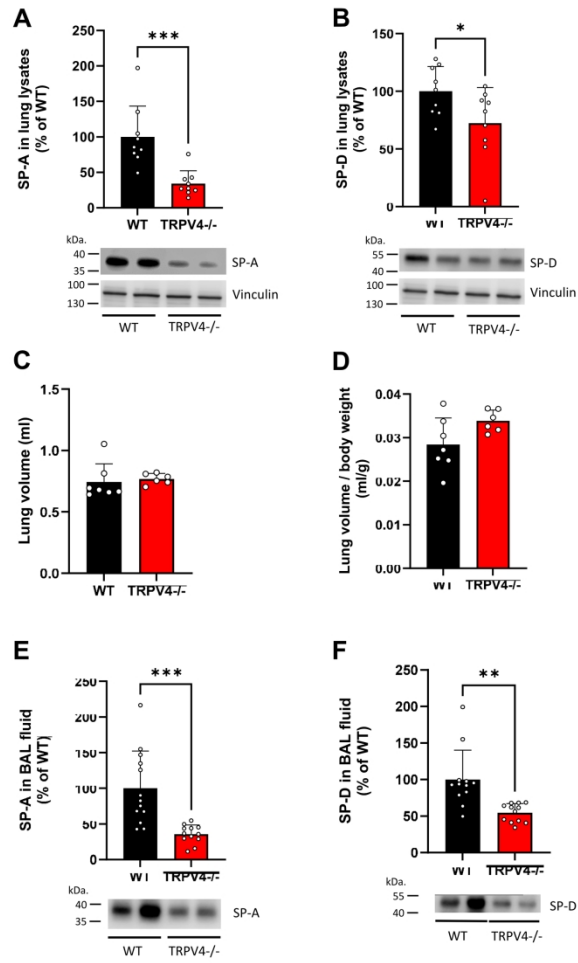 A
SP-A in lung lysates
(% of WT)
250
200
150
100
50
0
***
WT TRPV4-/-
kDa.
40
35
SP-A
100
130
Vinculin
WT TRPV4-/-
B
SP-D in lung lysates
(% of WT)
150
100
50
0
*
WT TRPV4-/-
kDa.
55
40
SP-D
100
130
Vinculin
WT TRPV4-/-
C
Lung volume (ml)
1.5
1.0
0.5
0.0
WT TRPV4-/-
D
Lung volume / body weight
(ml/g)
0.04
0.03
0.02
0.01
0.00
WT TRPV4-/-
E
SP-A in BAL fluid
(% of WT)
250
200
150
100
50
0
***
WT TRPV4-/-
kDa.
40
35
SP-A
WT TRPV4-/-
F
SP-D in BAL fluid
(% of WT)
250
200
150
100
50
0
**
WT TRPV4-/-
kDa.
55
40
SP-D
WT TRPV4-/-